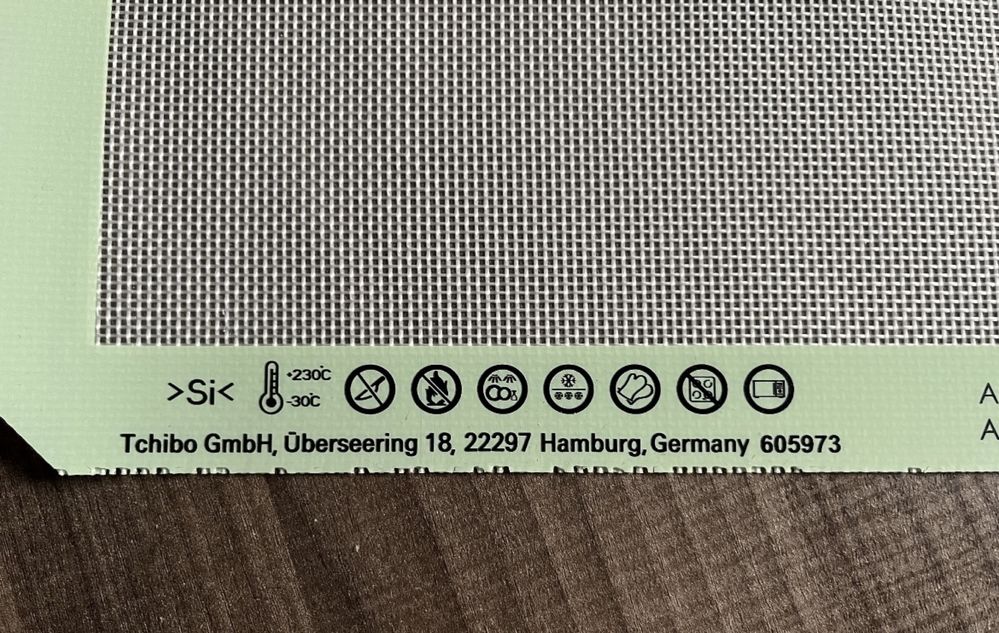 >Si< +230°C
-30°C
A
A
Tchibo GmbH, Überseering 18, 22297 Hamburg, Germany 605973